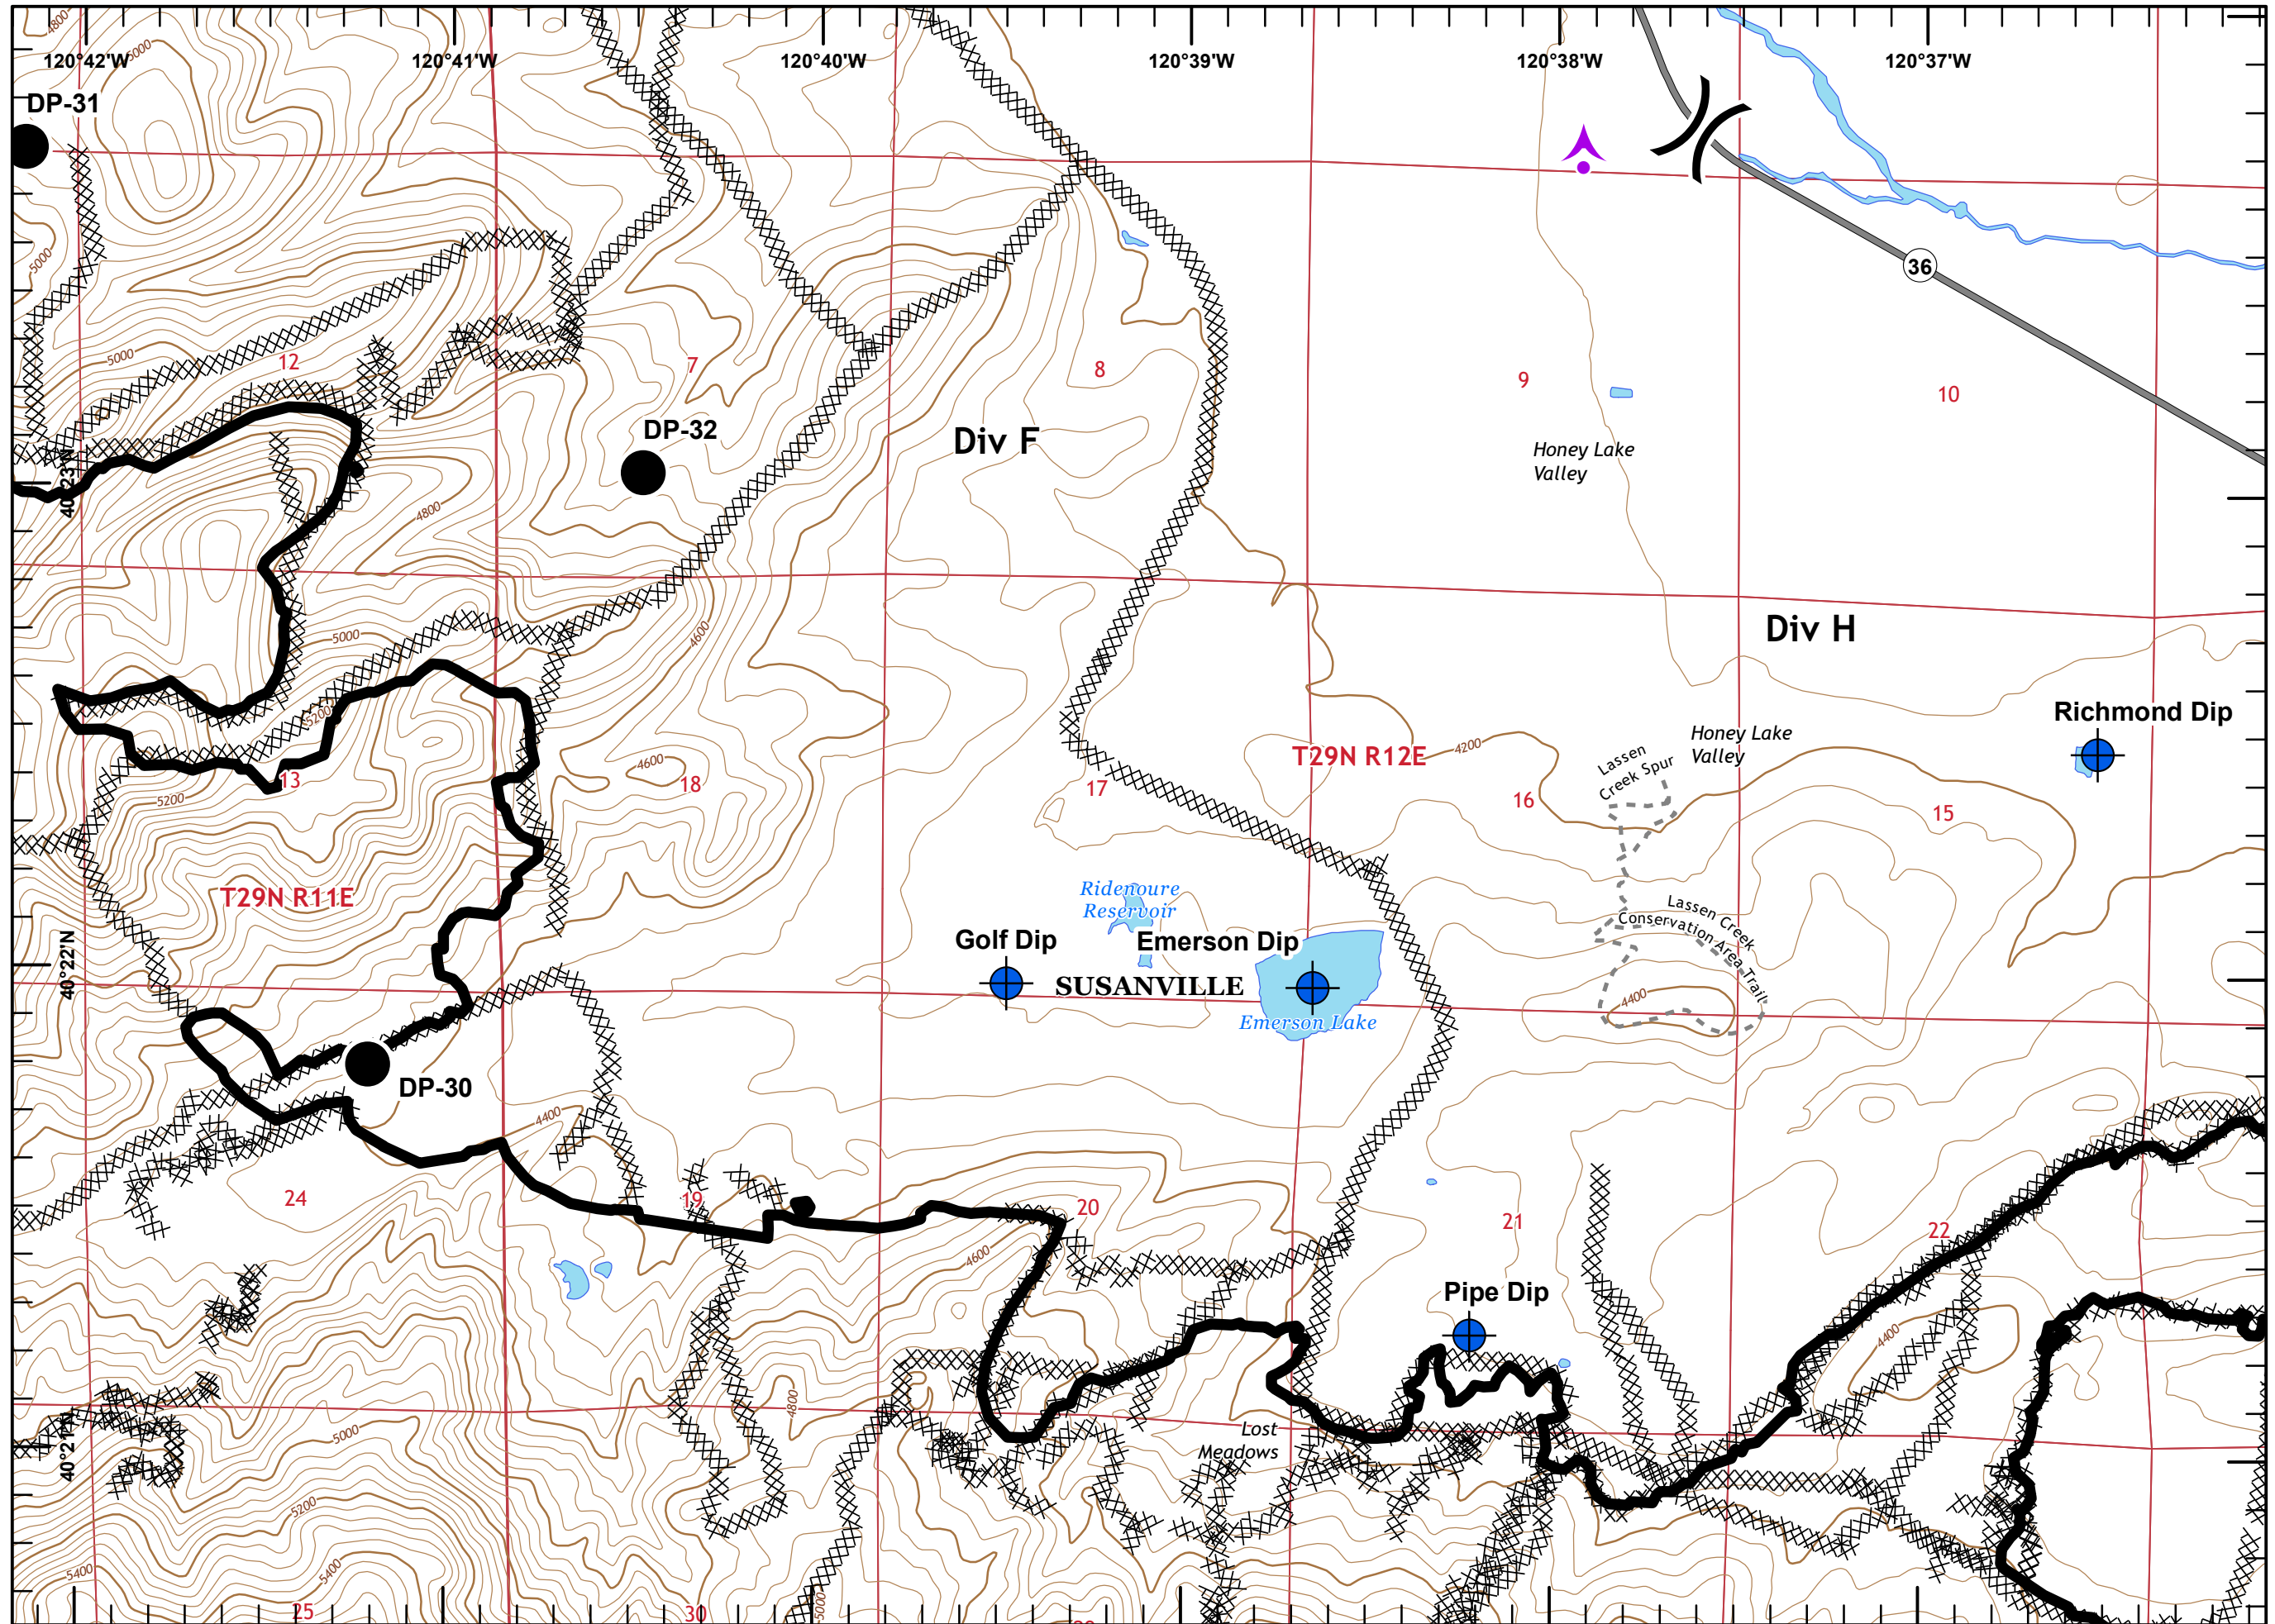 4800
5000
120°42'W
120°41'W
120°40'W
120°39'W
120°38'W
120°37'W
DP-31
5000
36
5000
12
7
8
9
10
DP-32
Div F
Honey Lake
Valley
40°23'N
4800
4600
5000
Div H
5200
Richmond Dip
Honey Lake
Valley
4200
T29N R12E
Lassen
Creek Spur
4600
13
18
17
16
15
5200
T29N R11E
Ridenoure
Reservoir
Lassen Creek
Conservation Area Trail
Golf Dip
Emerson Dip
40°22'N
SUSANVILLE
4400
Emerson Lake
DP-30
4400
24
19
20
21
22
4600
Pipe Dip
4400
4800
Lost
Meadows
40°21'N
5000
5200
5400
5400
5000
25
30